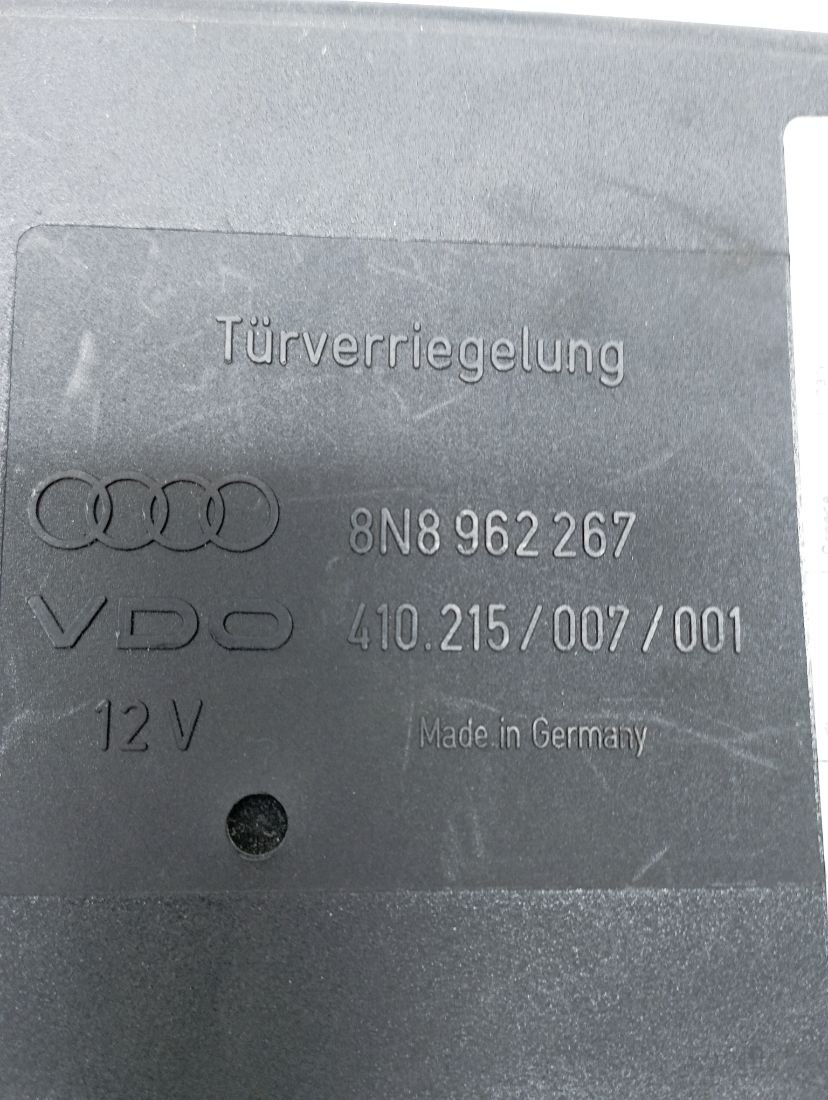 Türverriegelung
8N8 962 267
VDO 410.215/007/001
12 V Made in Germany